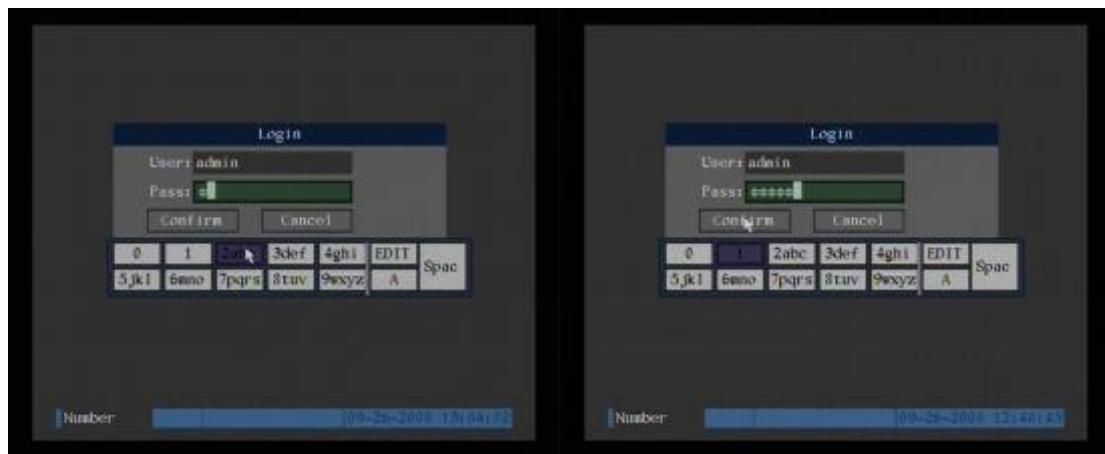 Login
User: admin
Pass: *
Confirm Cancel
0 1 3def 4ghi EDIT Spac
5jkl 6mno 7pqrs 8tuv 9wxyz A
Number
Login
User: admin
Pass: *****
Confirm Cancel
0 1 2abc 3def 4ghi EDIT Spac
5jkl 6mno 7pqrs 8tuv 9wxyz A
Number